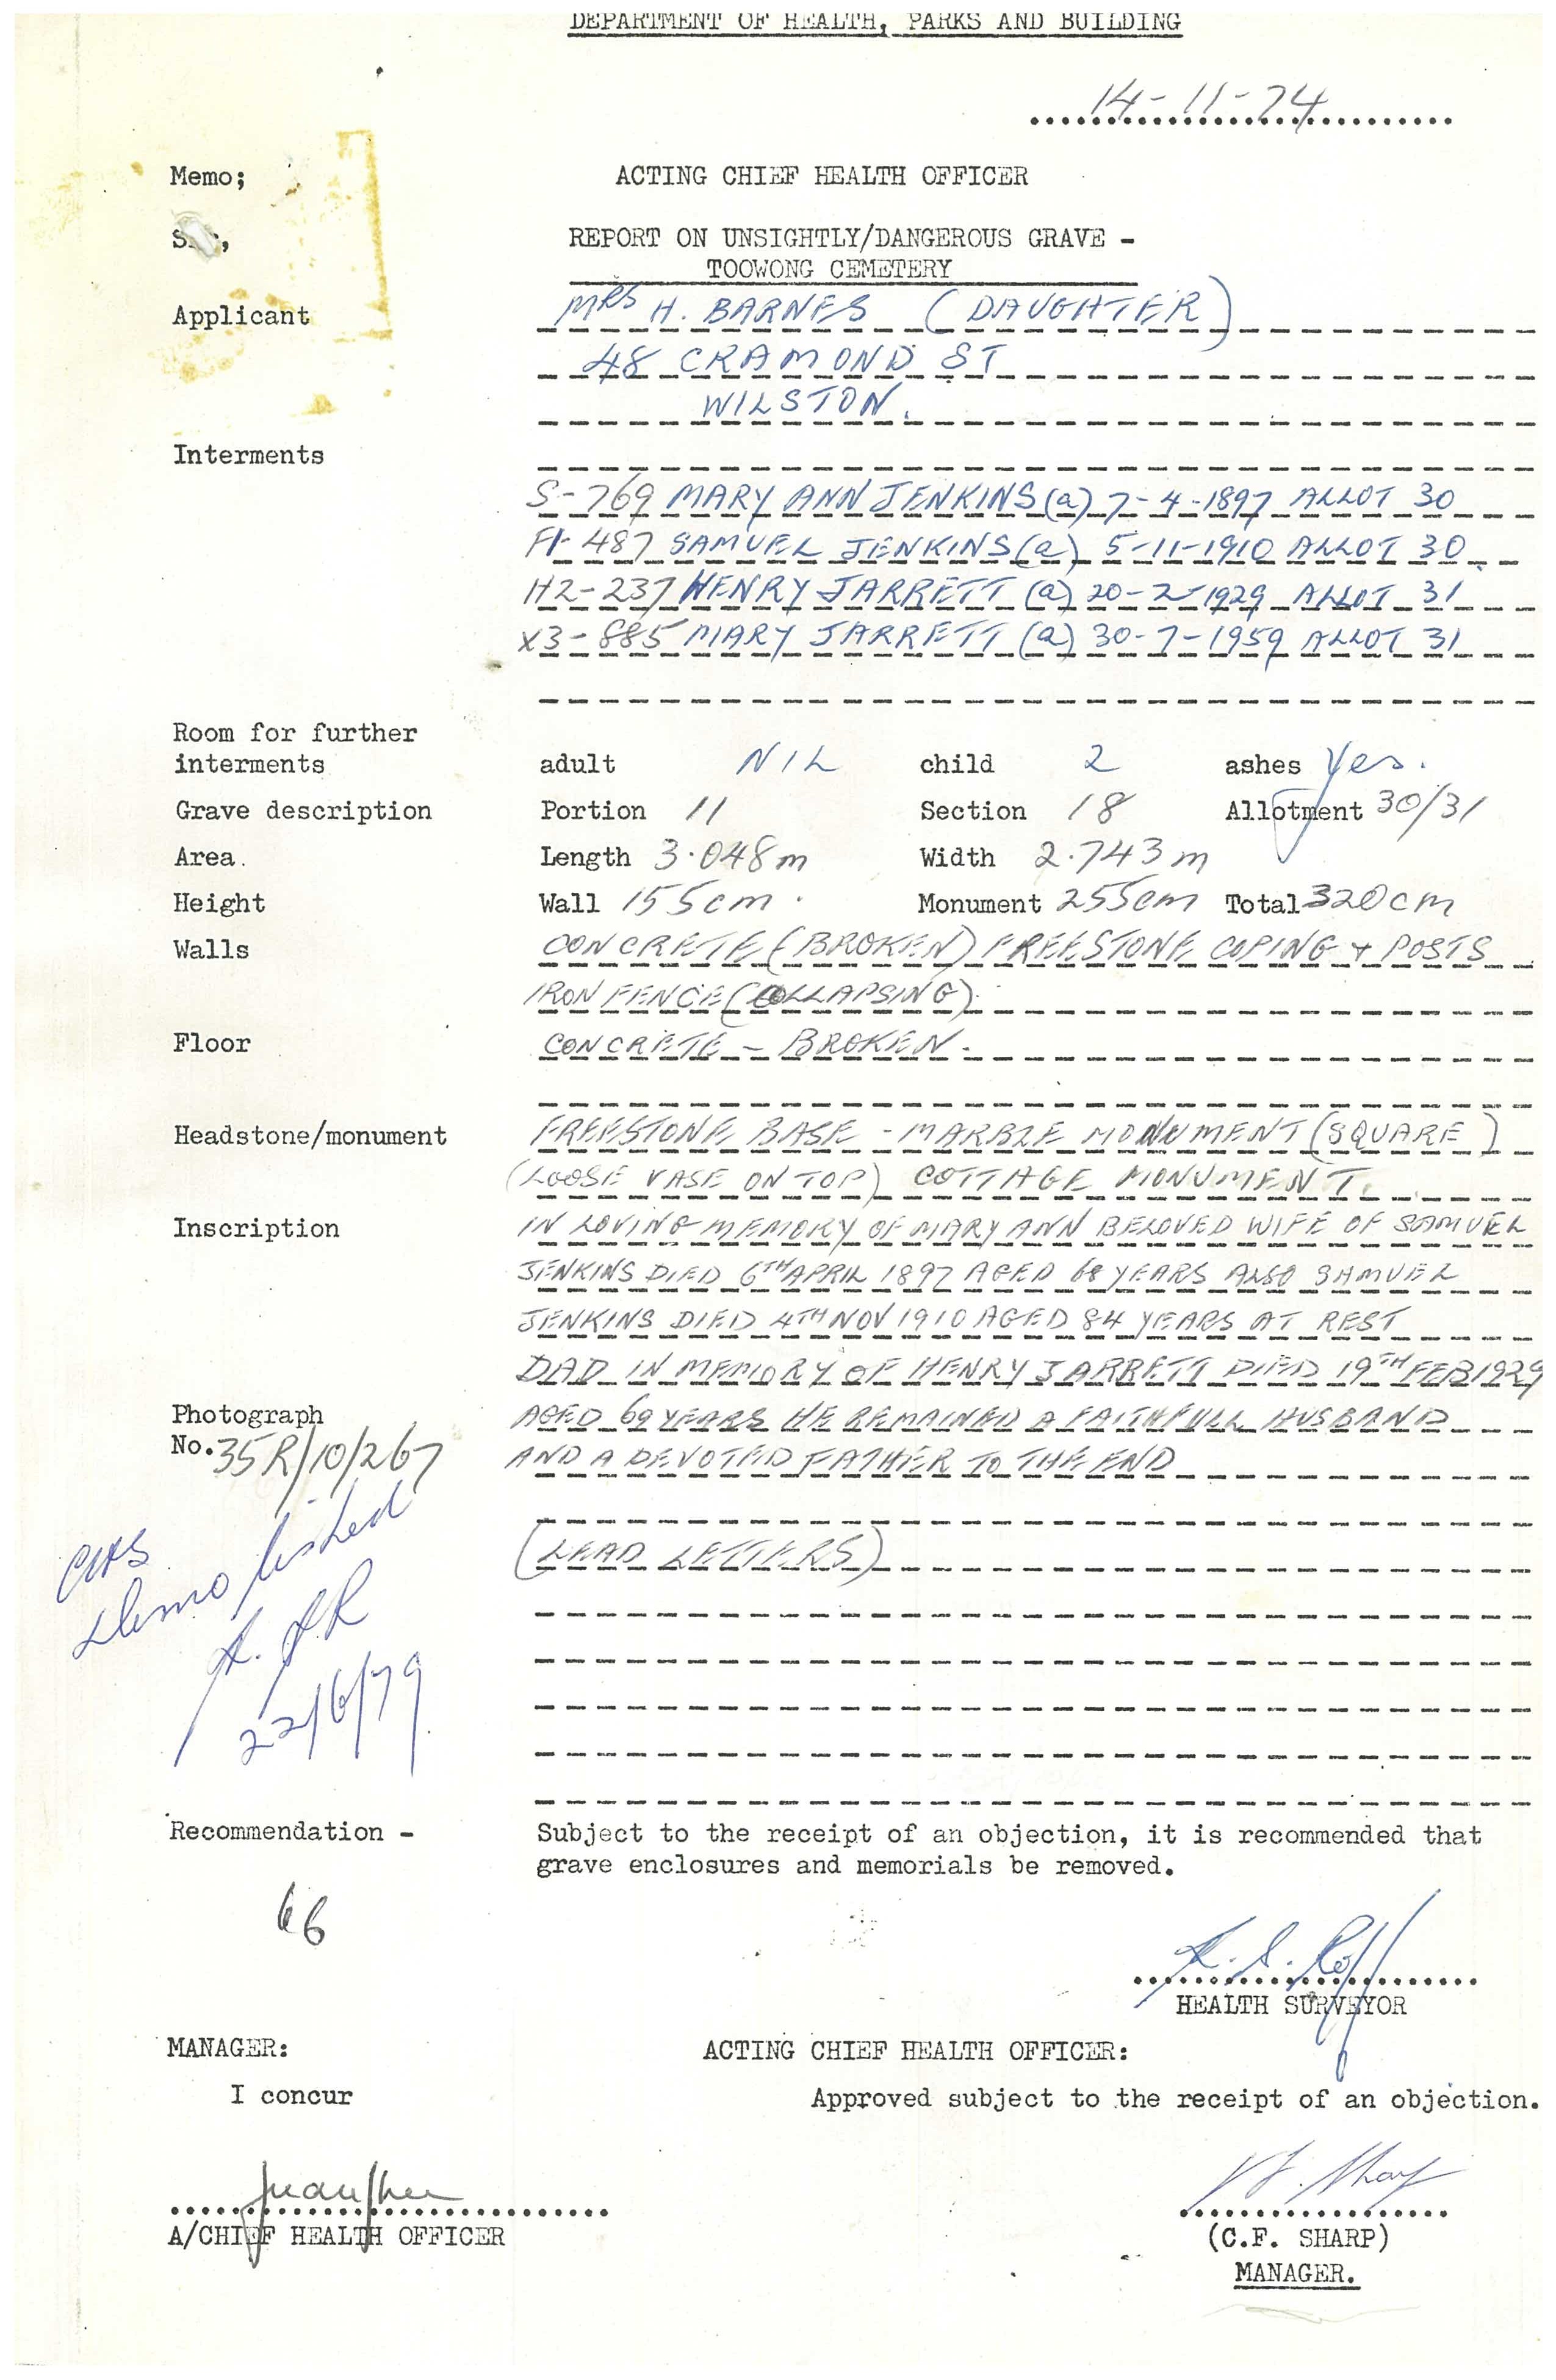 DEPARTMENT OF HEALTH, PARKS AND BUILDING
14-11-74
Memo; ACTING CHIEF HEALTH OFFICER
REPORT ON UNSIGHTLY/DANGEROUS GRAVE -
TOOWONG CEMETERY
Applicant MRS H. BARNES (DAUGHTER)
48 CRAMOND ST
WILSTON.
Interments
S-769 MARY ANN JENKINS (a) 7-4-1897 ALLOT 30
487 SAMUEL JENKINS (a) 5-11-1910 ALLOT 30
H2-237 HENRY JARRETT (a) 20-2-1929 ALLOT 31
X3-885 MARY JARRETT (a) 30-7-1959 ALLOT 31
Room for further
interments adult NIL child 2 ashes Yes.
Grave description Portion 11 Section 18 Allotment 30/31
Area. Length 3.048m Width 2.743m
Height Wall 155cm. Monument 255cm Total 320cm
Walls CONCRETE (BROKEN) FREESTONE COPING & POSTS
IRON FENCE (COLLAPSING).
Floor CONCRETE - BROKEN.
Headstone/monument FREESTONE BASE - MARBLE MONUMENT (SQUARE)
(LOOSE VASE ON TOP) COTTAGE MONUMENT.
Inscription IN LOVING MEMORY OF MARY ANN BELOVED WIFE OF SAMUEL
JENKINS DIED 6TH APRIL 1897 AGED 68 YEARS ALSO SAMUEL
JENKINS DIED 4TH NOV 1910 AGED 84 YEARS AT REST
DAD IN MEMORY OF HENRY JARRETT DIED 19TH FEB 1929
Photograph AGED 69 YEARS HE REMAINED A FAITHFULL HUSBAND
No. 35R/10/267 AND A DEVOTED FATHER TO THE END
(LEAD LETTERS)
Demolished
22/6/79
Recommendation - Subject to the receipt of an objection, it is recommended that
grave enclosures and memorials be removed.
66
HEALTH SURVEYOR
MANAGER: ACTING CHIEF HEALTH OFFICER:
I concur Approved subject to the receipt of an objection.
A/CHIEF HEALTH OFFICER (C.F. SHARP)
MANAGER.